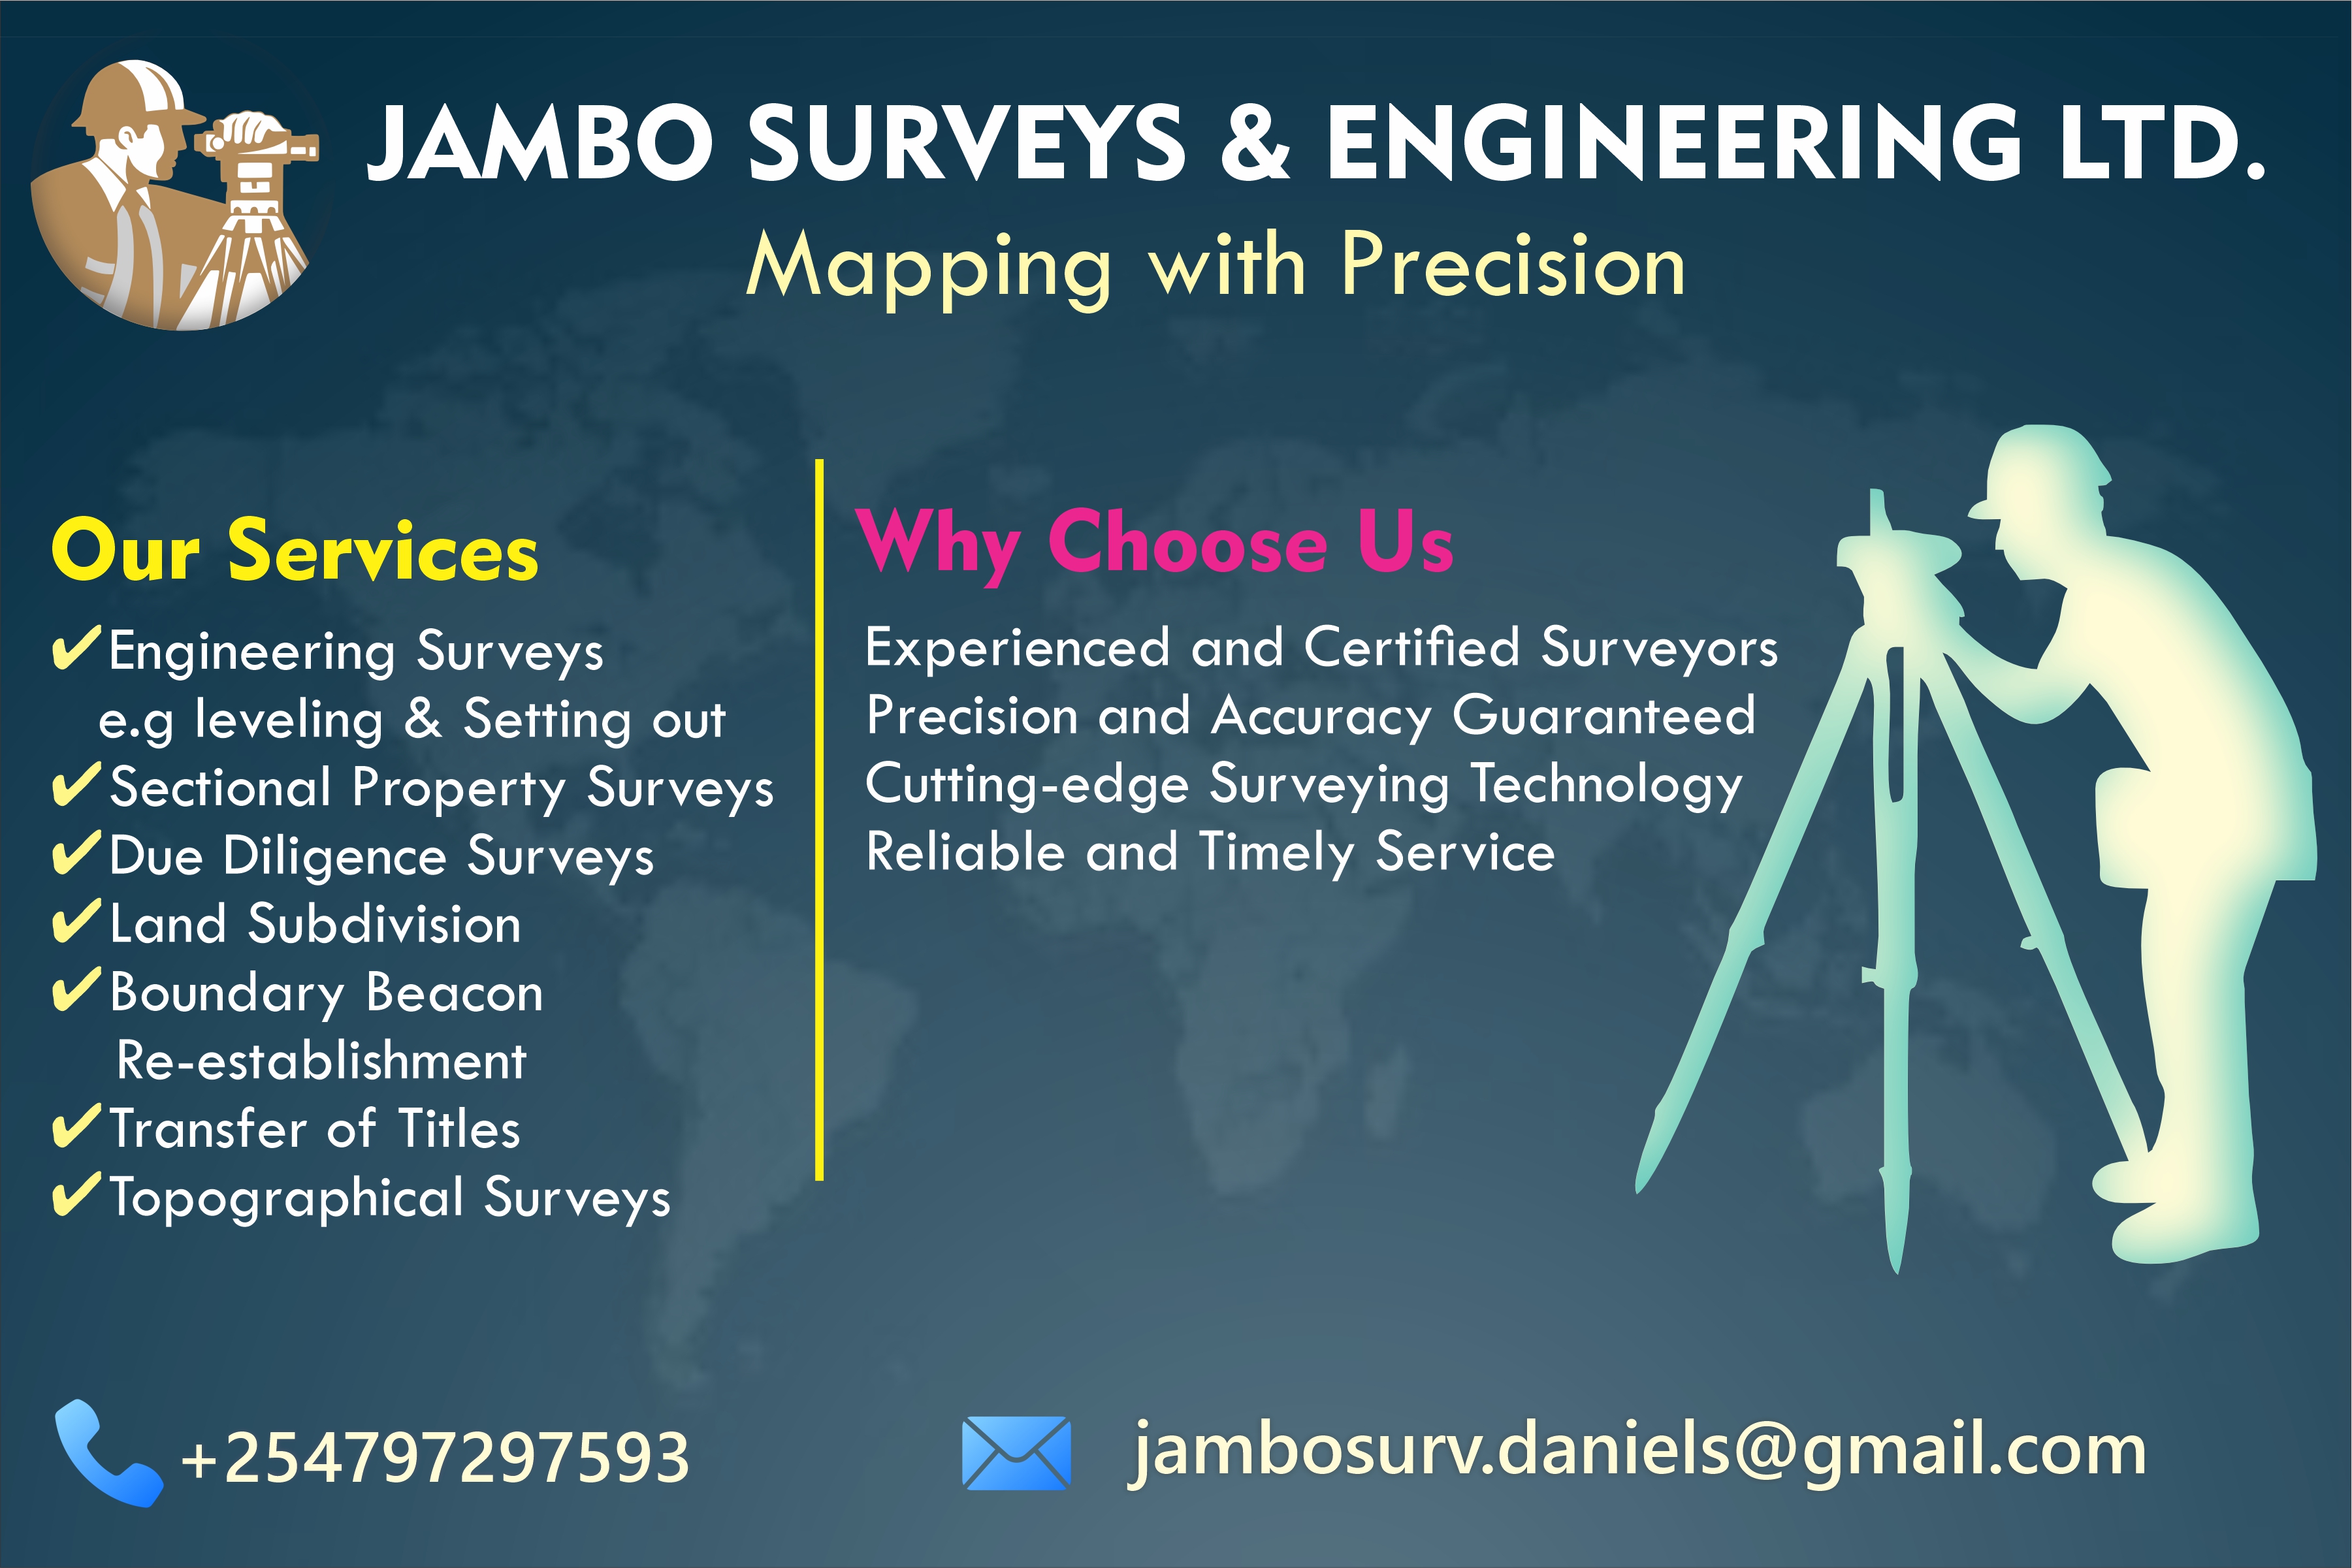 JAMBO SURVEYS & ENGINEERING LTD.
Mapping with Precision
Our Services
✔Engineering Surveys
e.g leveling & Setting out
✔Sectional Property Surveys
✔Due Diligence Surveys
✔Land Subdivision
✔Boundary Beacon
Re-establishment
✔Transfer of Titles
✔Topographical Surveys
Why Choose Us
Experienced and Certified Surveyors
Precision and Accuracy Guaranteed
Cutting-edge Surveying Technology
Reliable and Timely Service
+254797297593
jambosurv.daniels@gmail.com